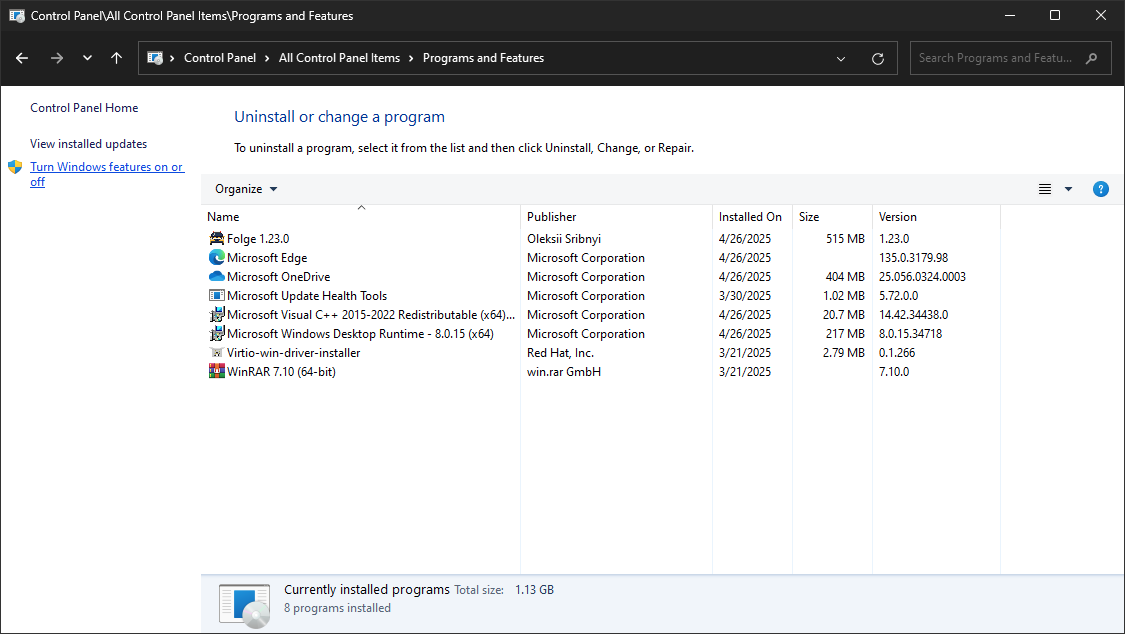 Control Panel\All Control Panel Items\Programs and Features
Control Panel All Control Panel Items Programs and Features Search Programs and Featu...
Control Panel Home
View installed updates
Turn Windows features on or
off
Uninstall or change a program
To uninstall a program, select it from the list and then click Uninstall, Change, or Repair.
Organize ?
Name Publisher Installed On Size Version
Folge 1.23.0 Oleksii Sribnyi 4/26/2025 515 MB 1.23.0
Microsoft Edge Microsoft Corporation 4/26/2025 135.0.3179.98
Microsoft OneDrive Microsoft Corporation 4/26/2025 404 MB 25.056.0324.0003
Microsoft Update Health Tools Microsoft Corporation 3/30/2025 1.02 MB 5.72.0.0
Microsoft Visual C++ 2015-2022 Redistributable (x64)... Microsoft Corporation 4/26/2025 20.7 MB 14.42.34438.0
Microsoft Windows Desktop Runtime - 8.0.15 (x64) Microsoft Corporation 4/26/2025 217 MB 8.0.15.34718
Virtio-win-driver-installer Red Hat, Inc. 3/21/2025 2.79 MB 0.1.266
WinRAR 7.10 (64-bit) win.rar GmbH 3/21/2025 7.10.0
Currently installed programs Total size: 1.13 GB
8 programs installed